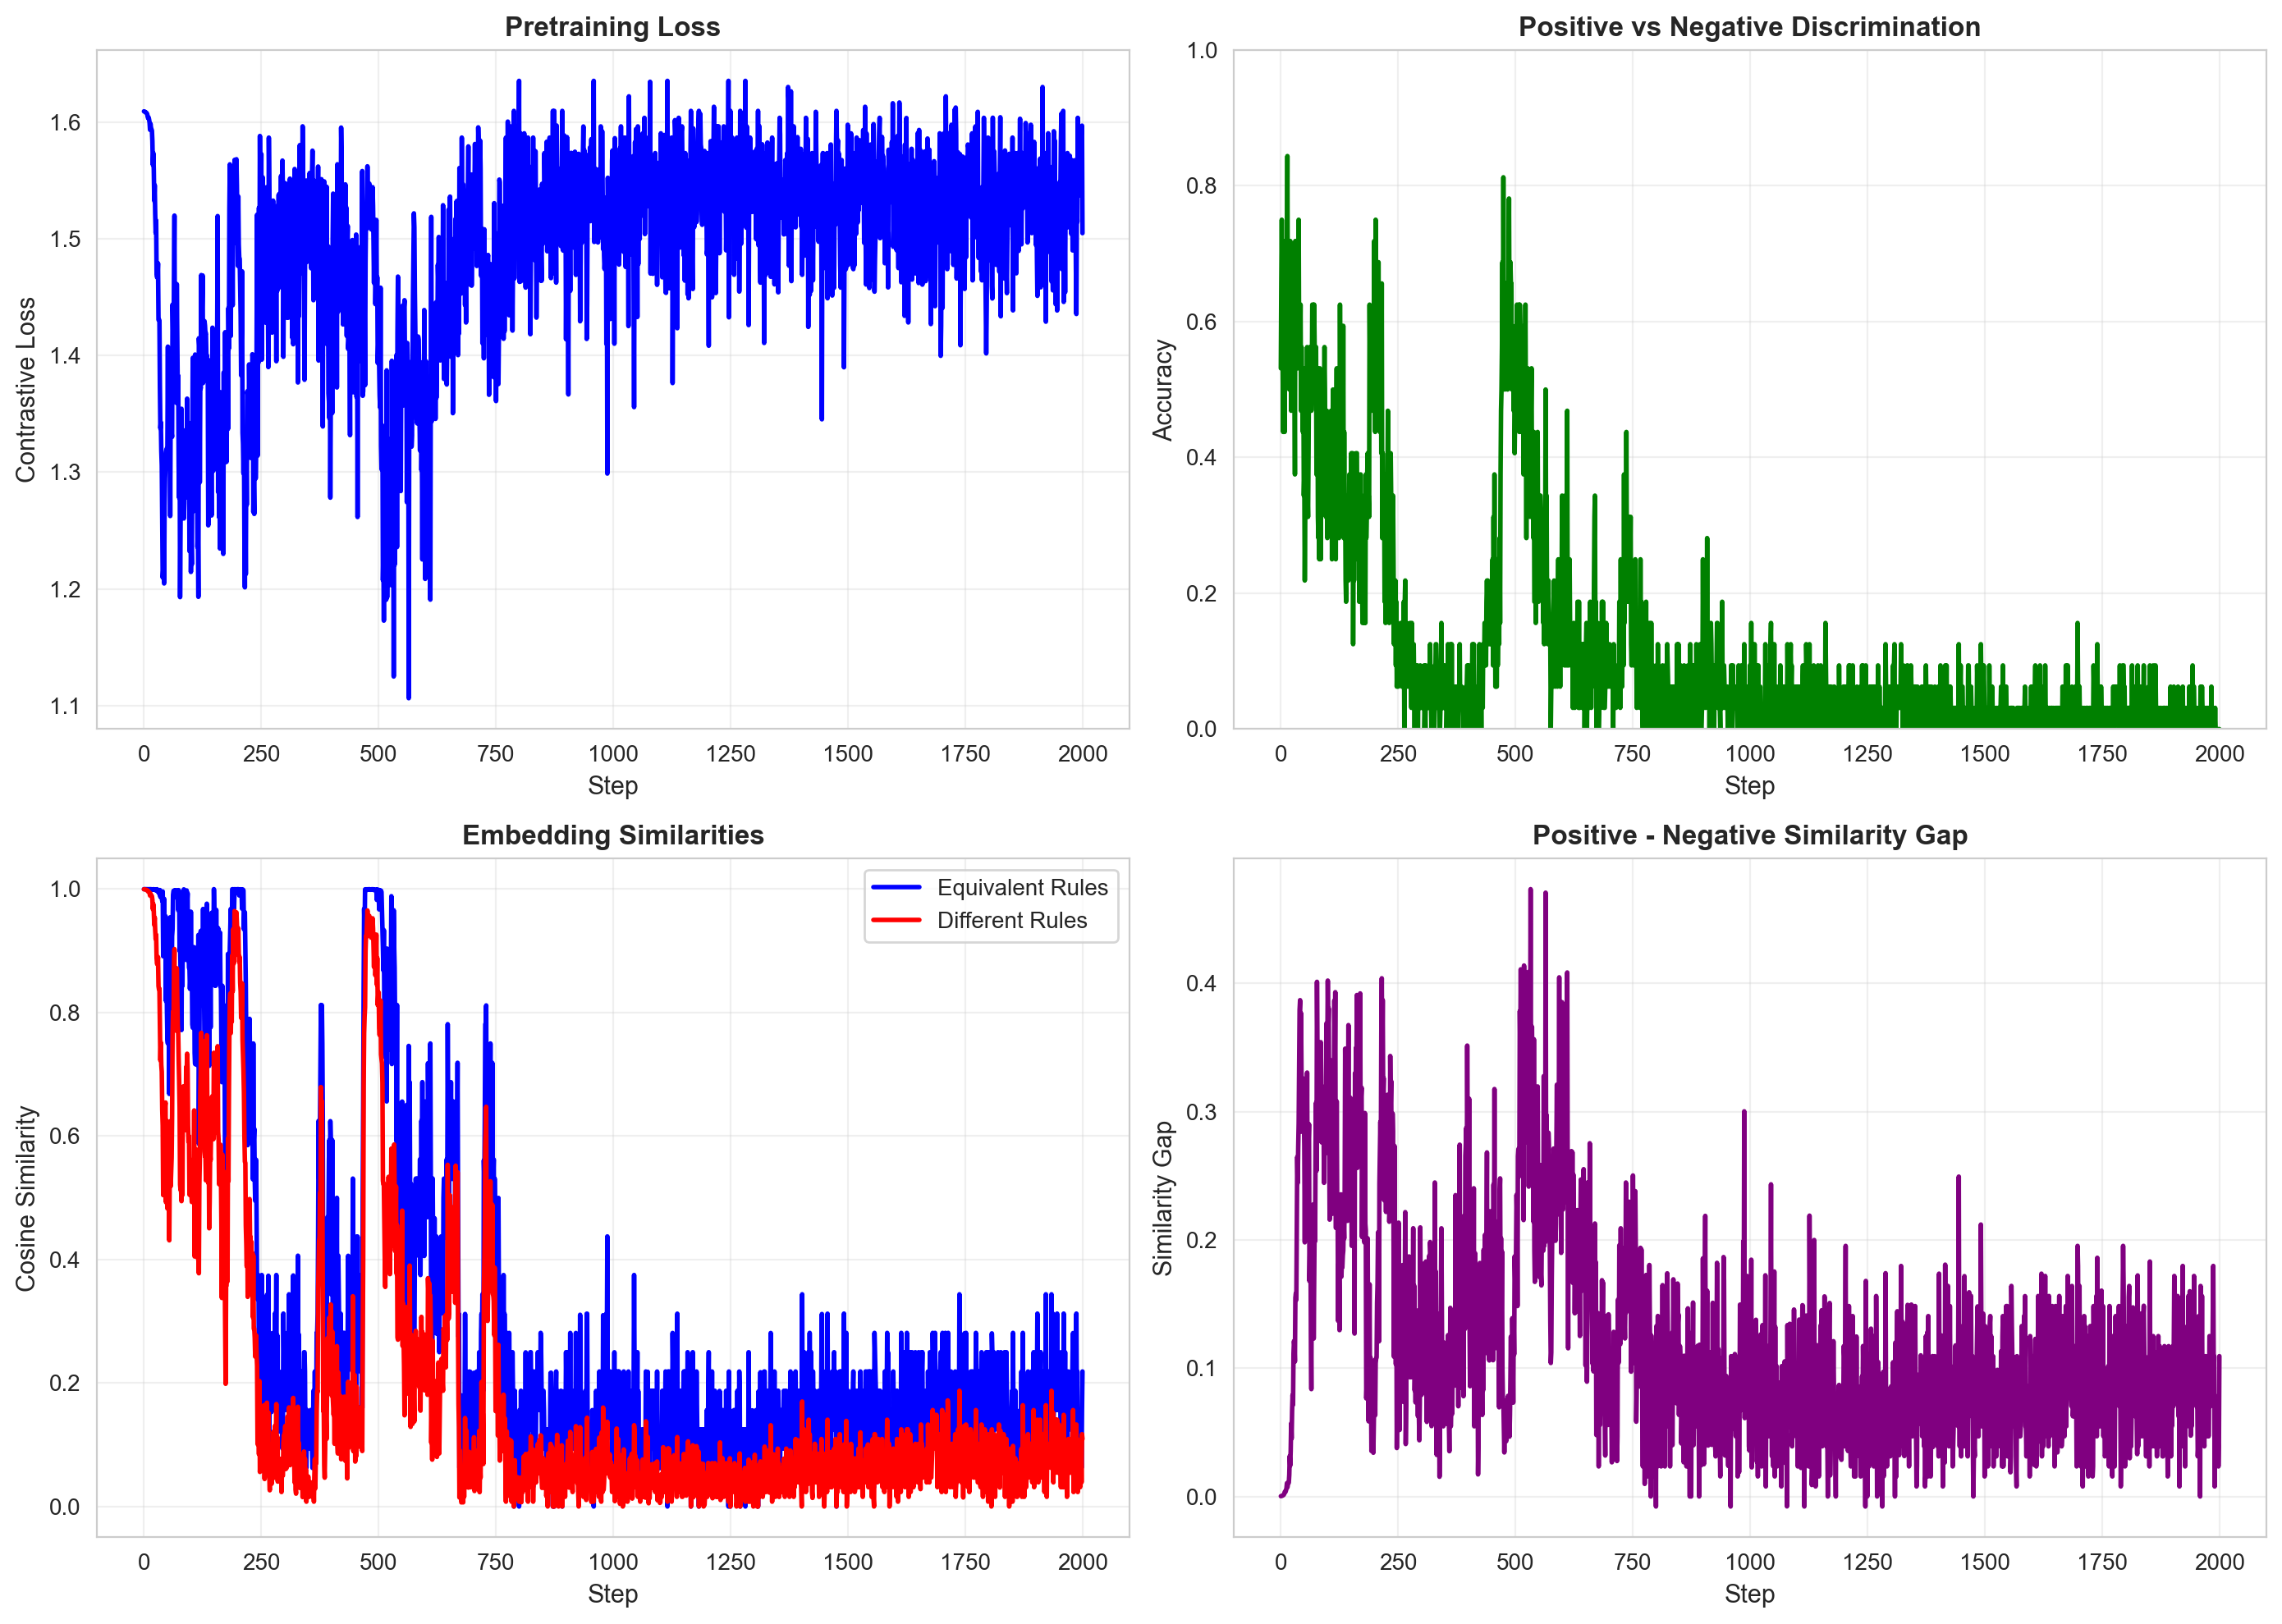 Pretraining Loss
Contrastive Loss
1.6
1.5
1.4
1.3
1.2
1.1
0 250 500 750 1000 1250 1500 1750 2000
Step
Positive vs Negative Discrimination
Accuracy
1.0
0.8
0.6
0.4
0.2
0.0
0 250 500 750 1000 1250 1500 1750 2000
Step
Embedding Similarities
Equivalent Rules
Different Rules
Cosine Similarity
1.0
0.8
0.6
0.4
0.2
0.0
0 250 500 750 1000 1250 1500 1750 2000
Step
Positive - Negative Similarity Gap
Similarity Gap
0.4
0.3
0.2
0.1
0.0
0 250 500 750 1000 1250 1500 1750 2000
Step